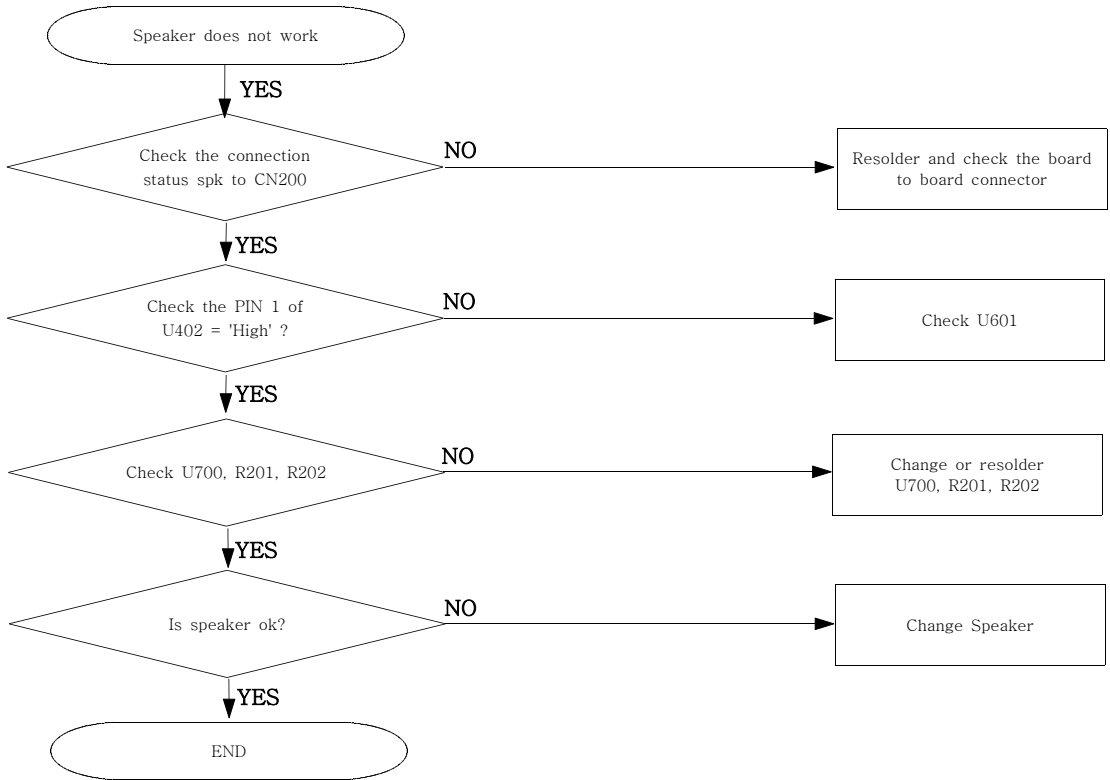 Speaker does not work
YES
Check the connection
status spk to CN200
NO
Resolder and check the board
to board connector
YES
Check the PIN 1 of
U402 = 'High' ?
NO
Check U601
YES
Check U700, R201, R202
NO
Change or resolder
U700, R201, R202
YES
Is speaker ok?
NO
Change Speaker
YES
END